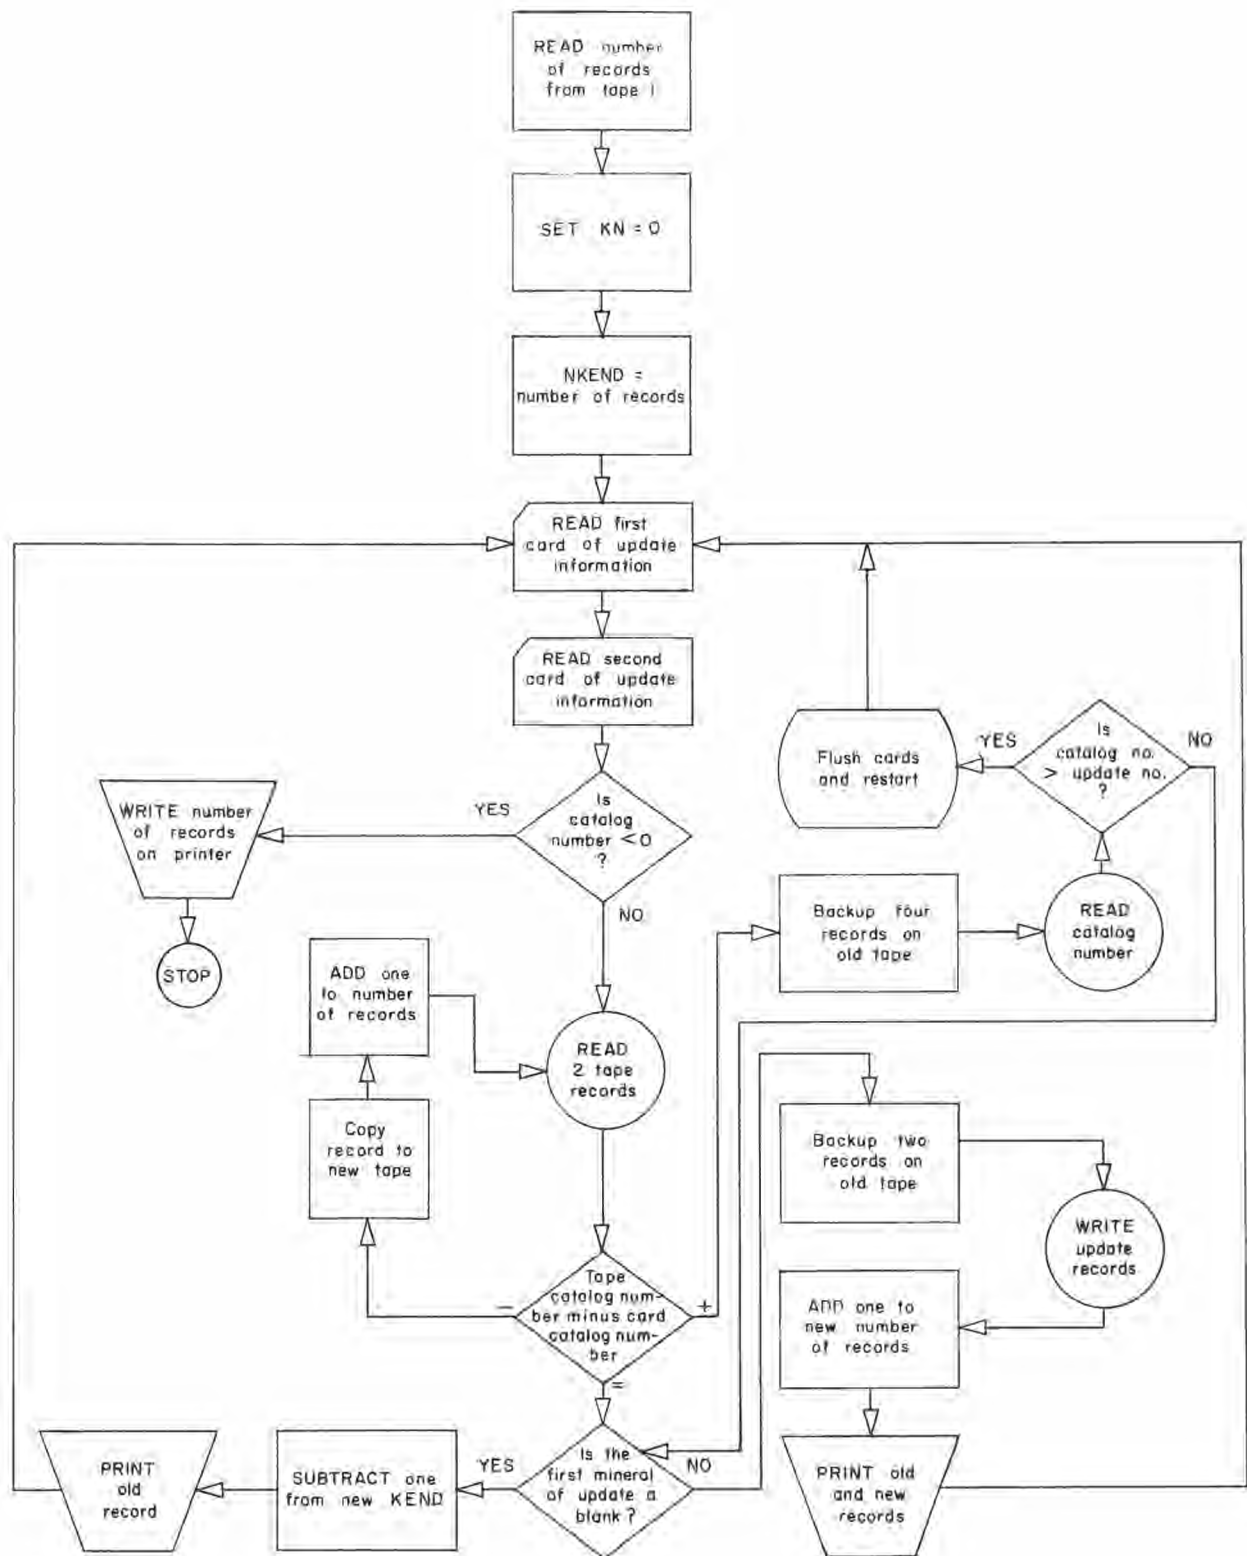 READ number
of records
from tape 1
SET KN = 0
NKEND =
number of records
READ first
card of update
information
READ second
card of update
information
Is
catalog
number < 0
?
YES
NO
WRITE number
of records
on printer
STOP
Flush cards
and restart
YES
Is
catalog no.
> update no.
?
NO
Backup four
records on
old tape
READ
catalog
number
ADD one
to number
of records
READ
2 tape
records
Copy
record to
new tape
Backup two
records on
old tape
WRITE
update
records
Tape
catalog num-
ber minus card
catalog num-
ber
−
+
=
ADD one to
new number
of records
PRINT
old
record
SUBTRACT one
from new KEND
YES
Is the
first mineral
of update a
blank ?
NO
PRINT old
and new
records